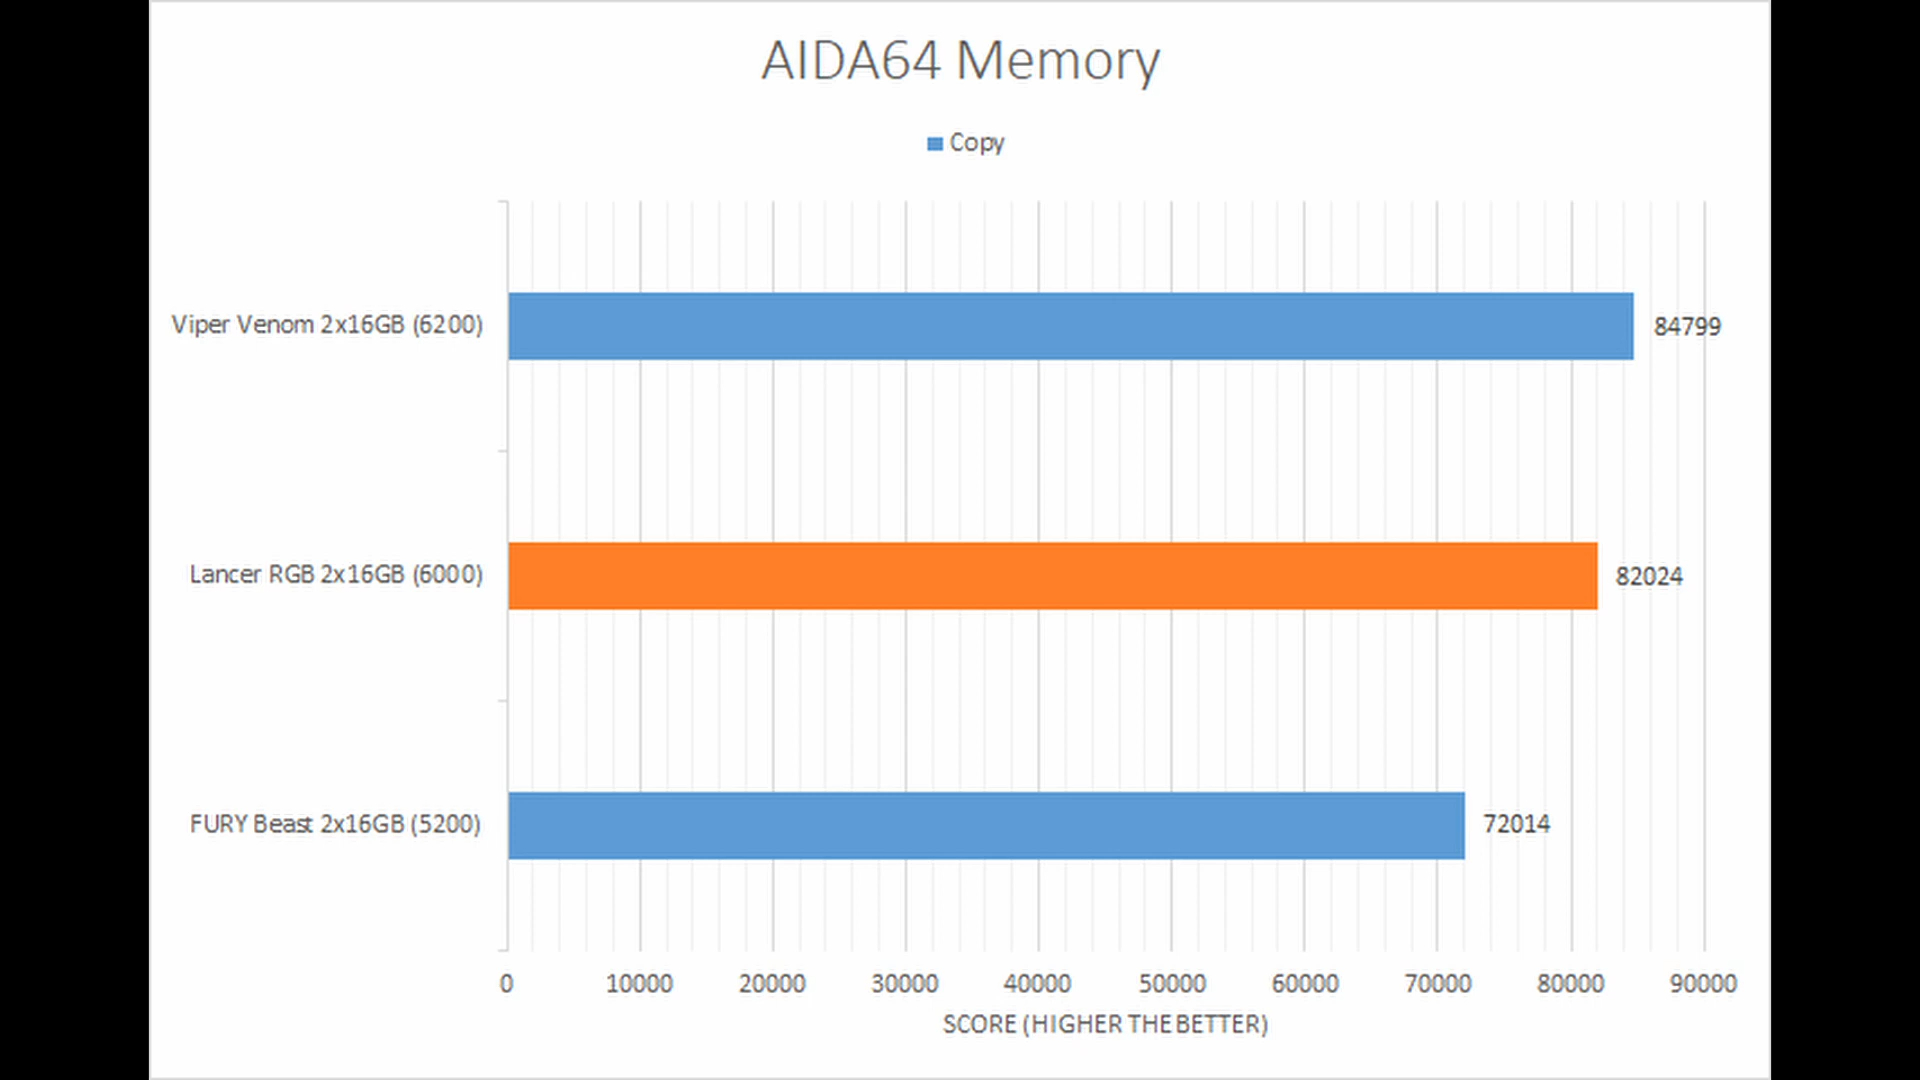 AIDA64 Memory
Copy
Viper Venom 2x16GB (6200)
84799
Lancer RGB 2x16GB (6000)
82024
FURY Beast 2x16GB (5200)
72014
0 10000 20000 30000 40000 50000 60000 70000 80000 90000
SCORE (HIGHER THE BETTER)